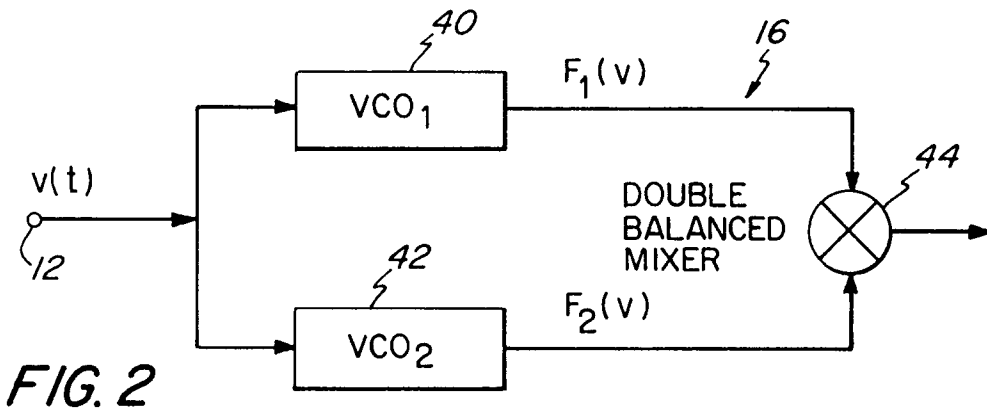 40
16
VCO₁
F₁(v)
44
v(t)
DOUBLE
BALANCED
MIXER
12
42
VCO₂
F₂(v)
FIG. 2